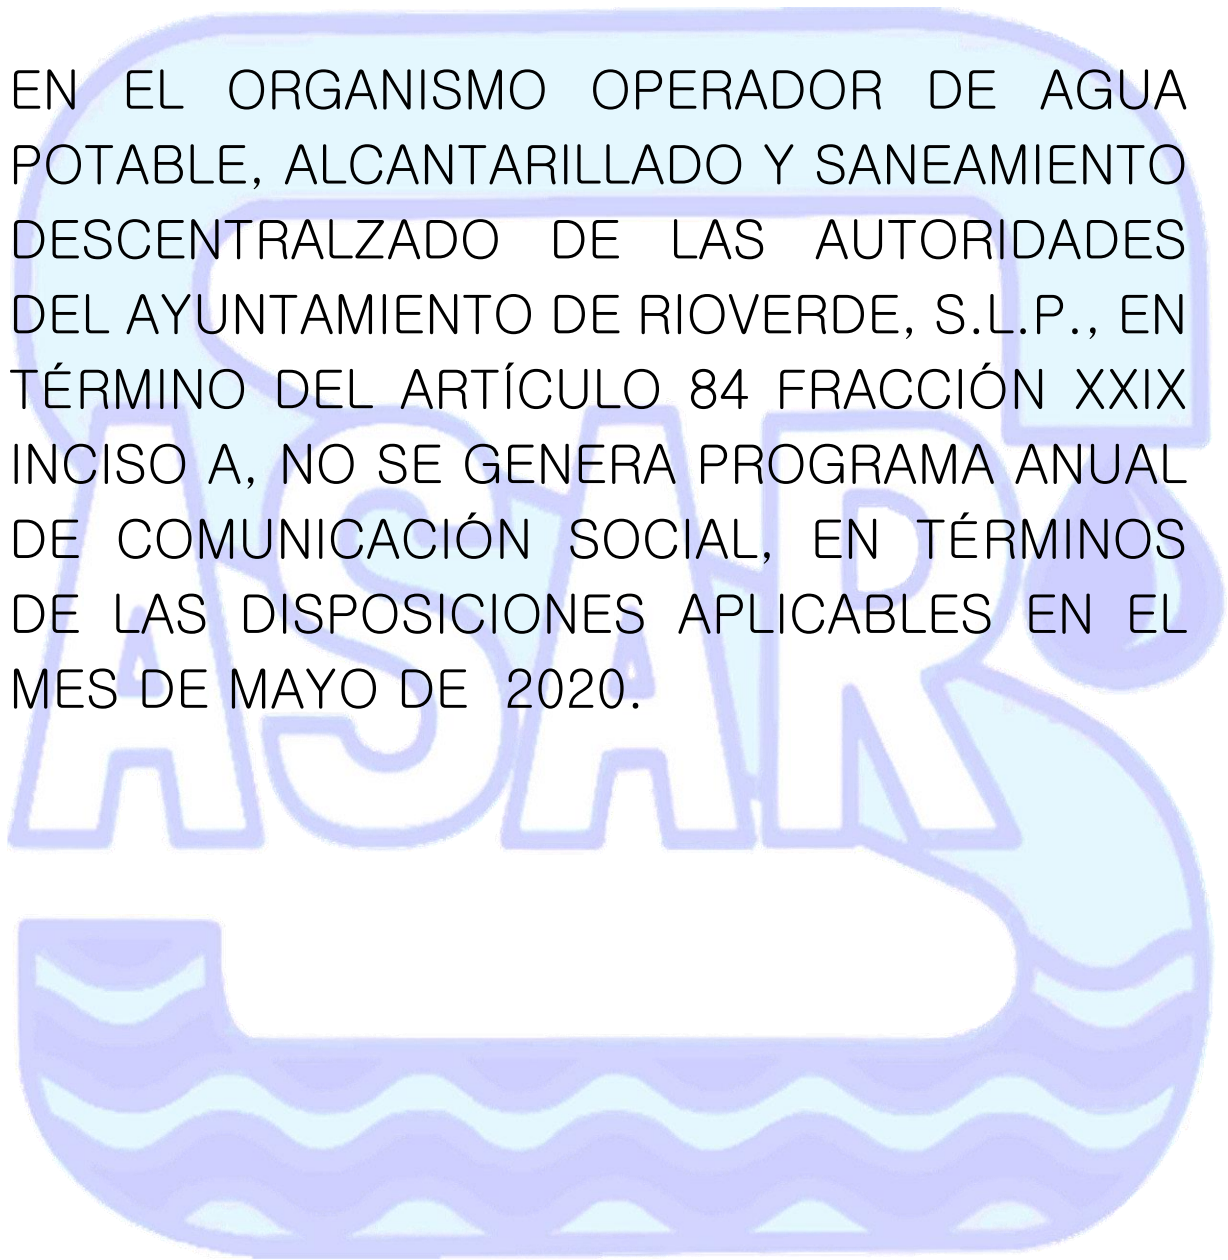 EN EL ORGANISMO OPERADOR DE AGUA
POTABLE, ALCANTARILLADO Y SANEAMIENTO
DESCENTRALZADO DE LAS AUTORIDADES
DEL AYUNTAMIENTO DE RIOVERDE, S.L.P., EN
TÉRMINO DEL ARTÍCULO 84 FRACCIÓN XXIX
INCISO A, NO SE GENERA PROGRAMA ANUAL
DE COMUNICACIÓN SOCIAL, EN TÉRMINOS
DE LAS DISPOSICIONES APLICABLES EN EL
MES DE MAYO DE 2020.
ASAR